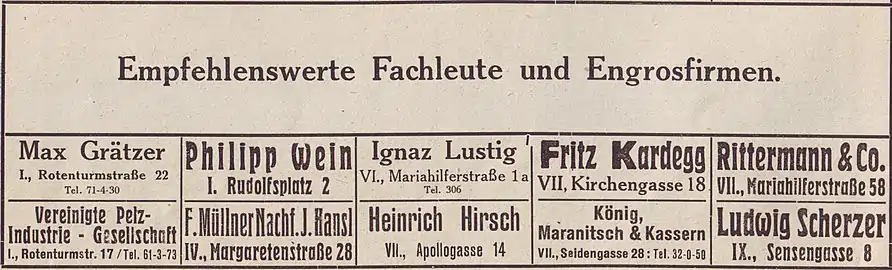 Empfehlenswerte Fachleute und Engrosfirmen.
Max Grätzer
I., Rotenturmstraße 22
Tel. 71-4-30
Philipp Wein
I. Rudolfsplatz 2
Ignaz Lustig
VI., Mariahilferstraße 1a
Tel. 306
Fritz Kardegg
VII, Kirchengasse 18
Rittermann & Co.
VII., Mariahilferstraße 58
Vereinigte Pelz-
Industrie - Gesellschaft
I., Rotenturmstr. 17 / Tel. 61-3-73
F. Müllner Nachf. J. Hansl
IV., Margaretenstraße 28
Heinrich Hirsch
VII., Apollogasse 14
König,
Maranitsch & Kassern
VII., Seidengasse 28 : Tel. 32-0-50
Ludwig Scherzer
IX., Sensengasse 8